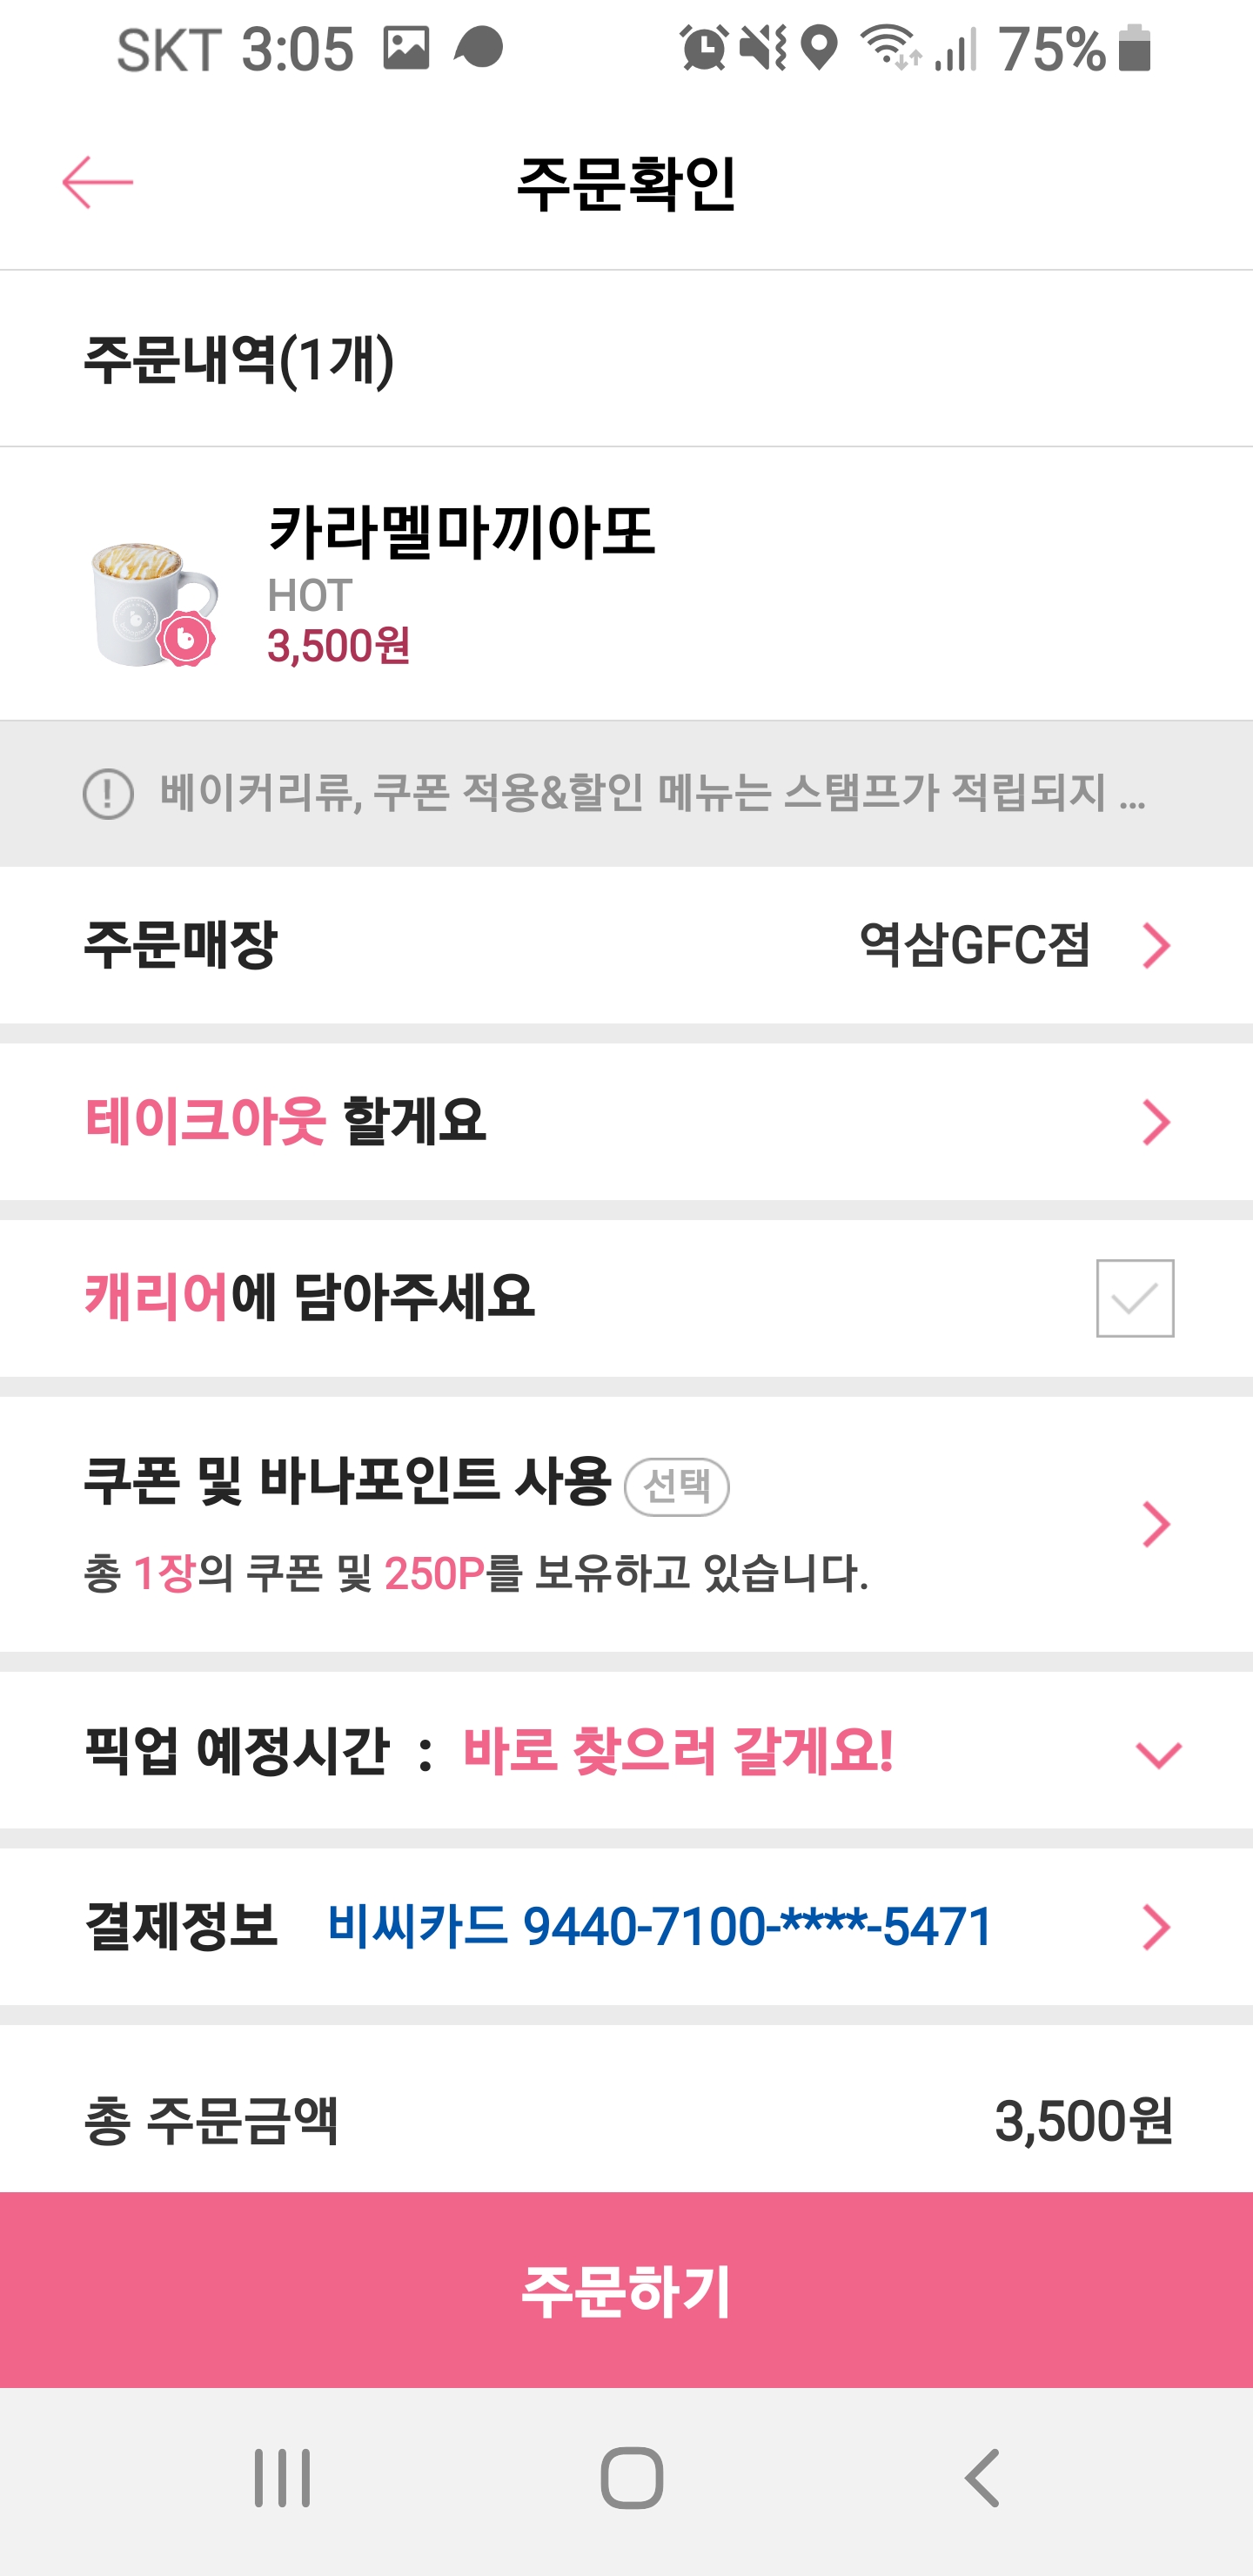 SKT 3:05 75%
주문확인
주문내역(1개)
카라멜마끼아또
HOT
3,500원
베이커리류, 쿠폰 적용&할인 메뉴는 스탬프가 적립되지 ...
주문매장 역삼GFC점
테이크아웃 할게요
캐리어에 담아주세요
쿠폰 및 바나포인트 사용 선택
총 1장의 쿠폰 및 250P를 보유하고 있습니다.
픽업 예정시간 : 바로 찾으러 갈게요!
결제정보 비씨카드 9440-7100-****-5471
총 주문금액 3,500원
주문하기